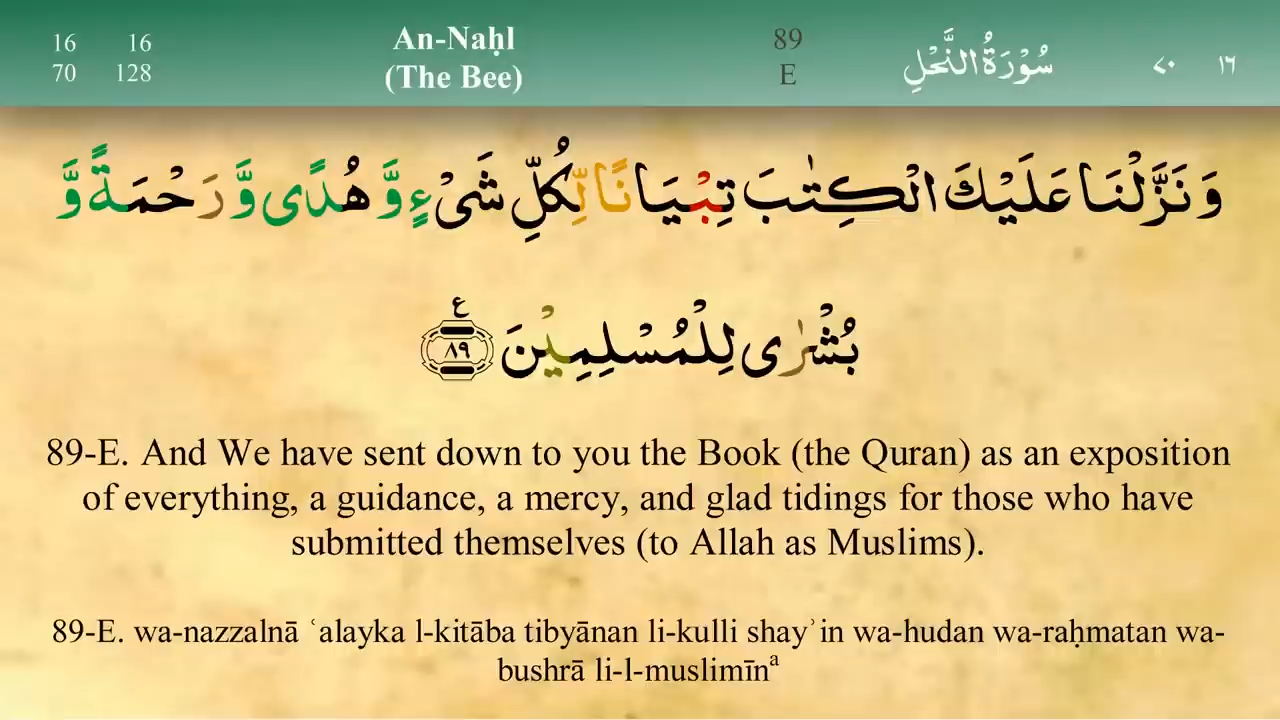 16 16 An-Naḥl 89 سُوْرَةُ النَّحْلِ ٧٠ ١٦
70 128 (The Bee) E
وَنَزَّلْنَا عَلَيْكَ الْكِتٰبَ تِبْيَانًا لِّكُلِّ شَىْءٍ وَّهُدًى وَّرَحْمَةً وَّ
بُشْرٰى لِلْمُسْلِمِيْنَ ۟ع ٨٩
89-E. And We have sent down to you the Book (the Quran) as an exposition
of everything, a guidance, a mercy, and glad tidings for those who have
submitted themselves (to Allah as Muslims).
89-E. wa-nazzalnā ʿalayka l-kitāba tibyānan li-kulli shayʾin wa-hudan wa-raḥmatan wa-
bushrā li-l-muslimīnᵃ